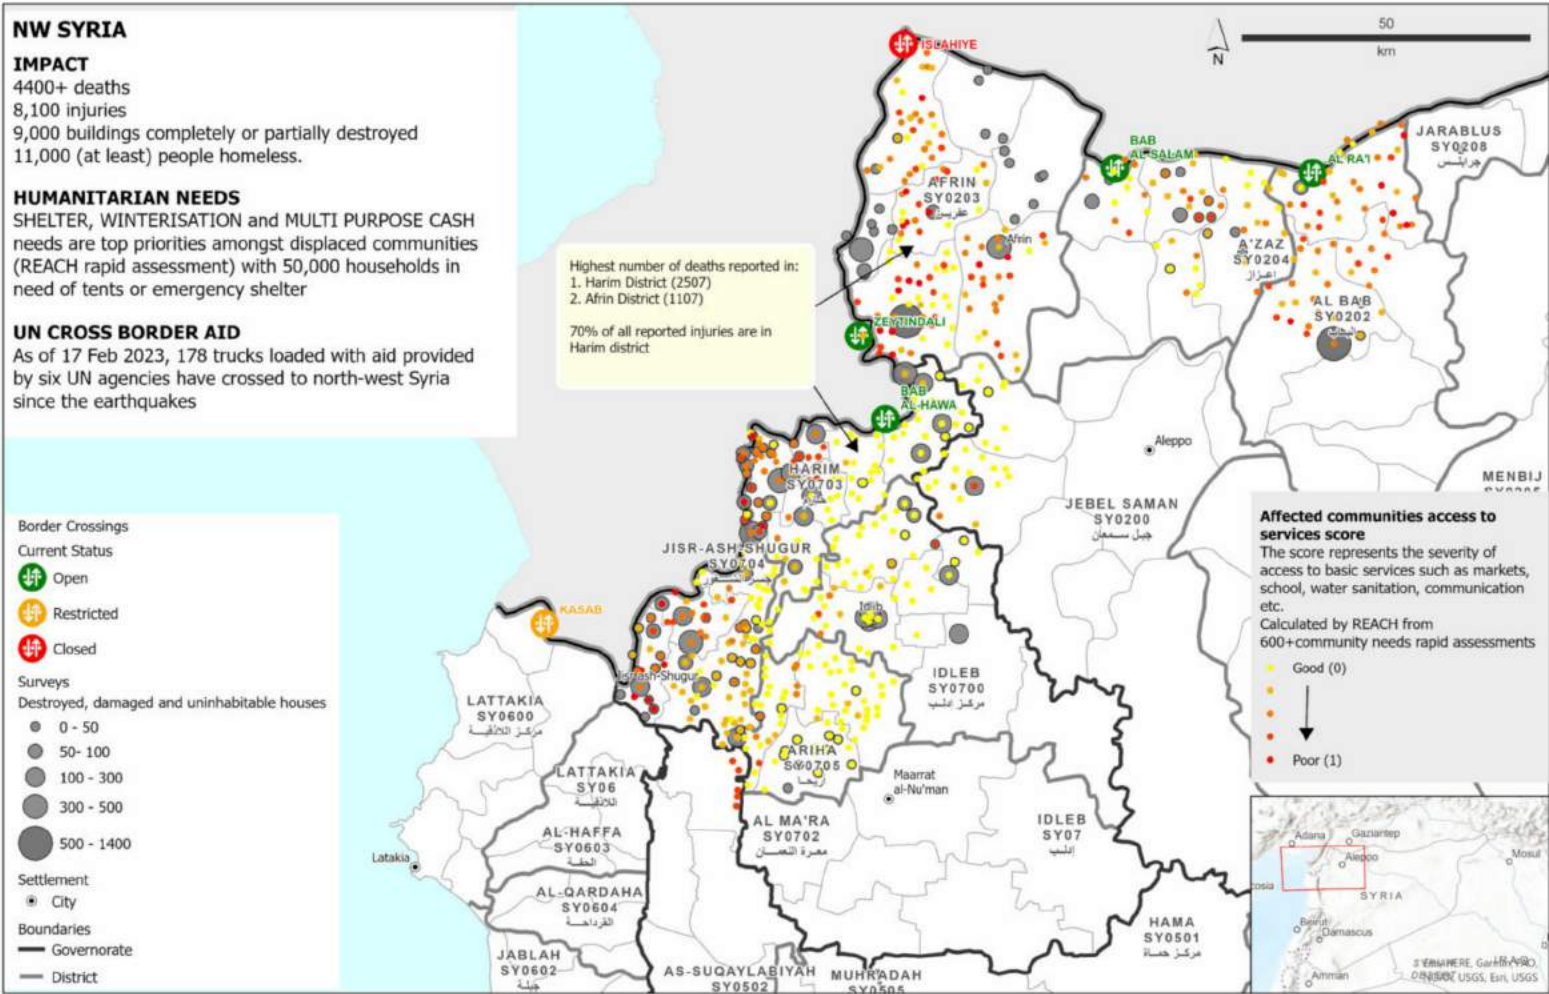 NW SYRIA
IMPACT
4400+ deaths
8,100 injuries
9,000 buildings completely or partially destroyed
11,000 (at least) people homeless.
HUMANITARIAN NEEDS
SHELTER, WINTERISATION and MULTI PURPOSE CASH
needs are top priorities amongst displaced communities
(REACH rapid assessment) with 50,000 households in
need of tents or emergency shelter
UN CROSS BORDER AID
As of 17 Feb 2023, 178 trucks loaded with aid provided
by six UN agencies have crossed to north-west Syria
since the earthquakes
Highest number of deaths reported in:
1. Harim District (2507)
2. Afrin District (1107)
70% of all reported injuries are in
Harim district
50
km
N
ISLAHIYE
BAB
AL-SALAM
AL RA'I
JARABLUS
SY0208
جرابلس
AFRIN
SY0203
عفرين
Afrin
A'ZAZ
SY0204
اعزاز
AL BAB
SY0202
الباب
ZEYTINDALI
BAB
AL-HAWA
Aleppo
HARIM
SY0703
حارم
JEBEL SAMAN
SY0200
جبل سمعان
MENBIJ
JISR-ASH-SHUGUR
SY0704
جسر الشغور
KASAB
Idlib
Jisr-ash-Shugur
IDLEB
SY0700
مركز ادلب
LATTAKIA
SY0600
مركز اللاذقية
ARIHA
SY0705
أريحا
LATTAKIA
SY06
اللاذقية
Maarrat
al-Nu'man
AL MA'RA
SY0702
معرة النعمان
IDLEB
SY07
إدلب
AL-HAFFA
SY0603
الحفة
Latakia
AL-QARDAHA
SY0604
القرداحة
HAMA
SY0501
مركز حماة
JABLAH
SY0602
جبلة
AS-SUQAYLABIYAH
SY0502
MUHRADAH
SY0505
Border Crossings
Current Status
Open
Restricted
Closed
Surveys
Destroyed, damaged and uninhabitable houses
0 - 50
50- 100
100 - 300
300 - 500
500 - 1400
Settlement
City
Boundaries
Governorate
District
Affected communities access to
services score
The score represents the severity of
access to basic services such as markets,
school, water sanitation, communication
etc.
Calculated by REACH from
600+community needs rapid assessments
Good (0)
Poor (1)
Adana
Gaziantep
Aleppo
Mosul
SYRIA
Beirut
Damascus
Amman
USGS, Esri, USGS